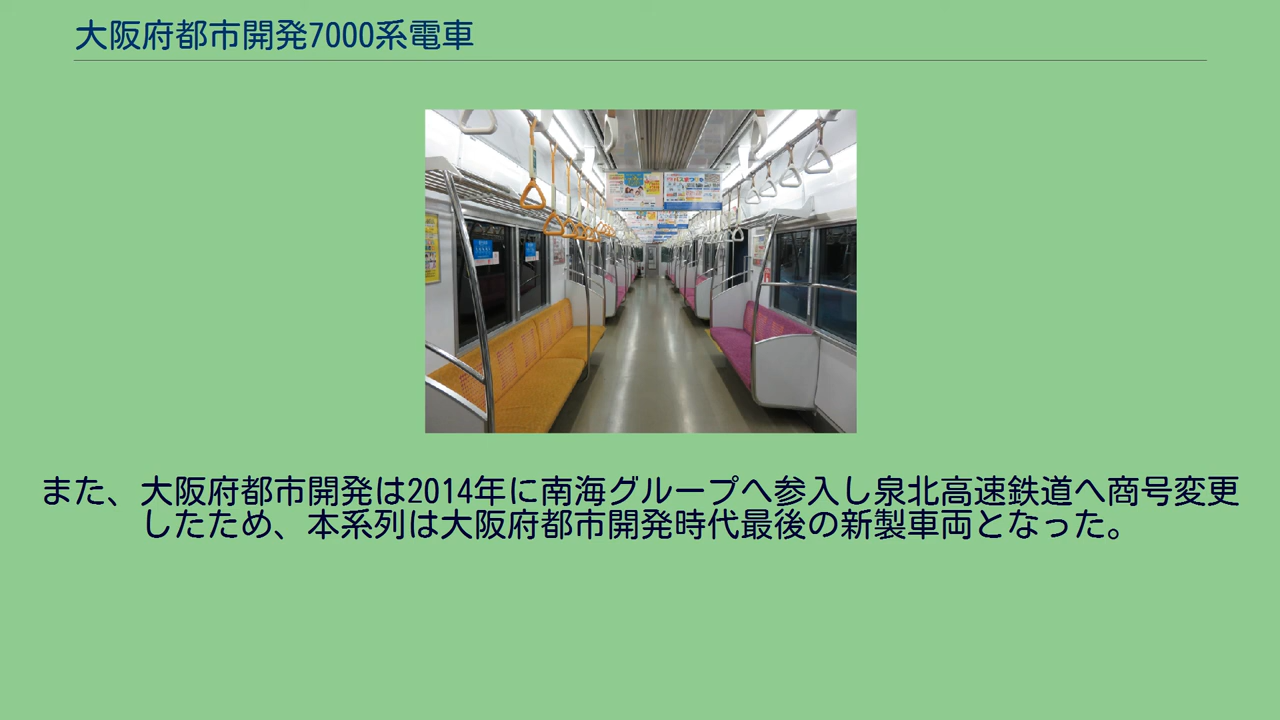 大阪府都市開発7000系電車
また、大阪府都市開発は2014年に南海グループへ参入し泉北高速鉄道へ商号変更
したため、本系列は大阪府都市開発時代最後の新製車両となった。